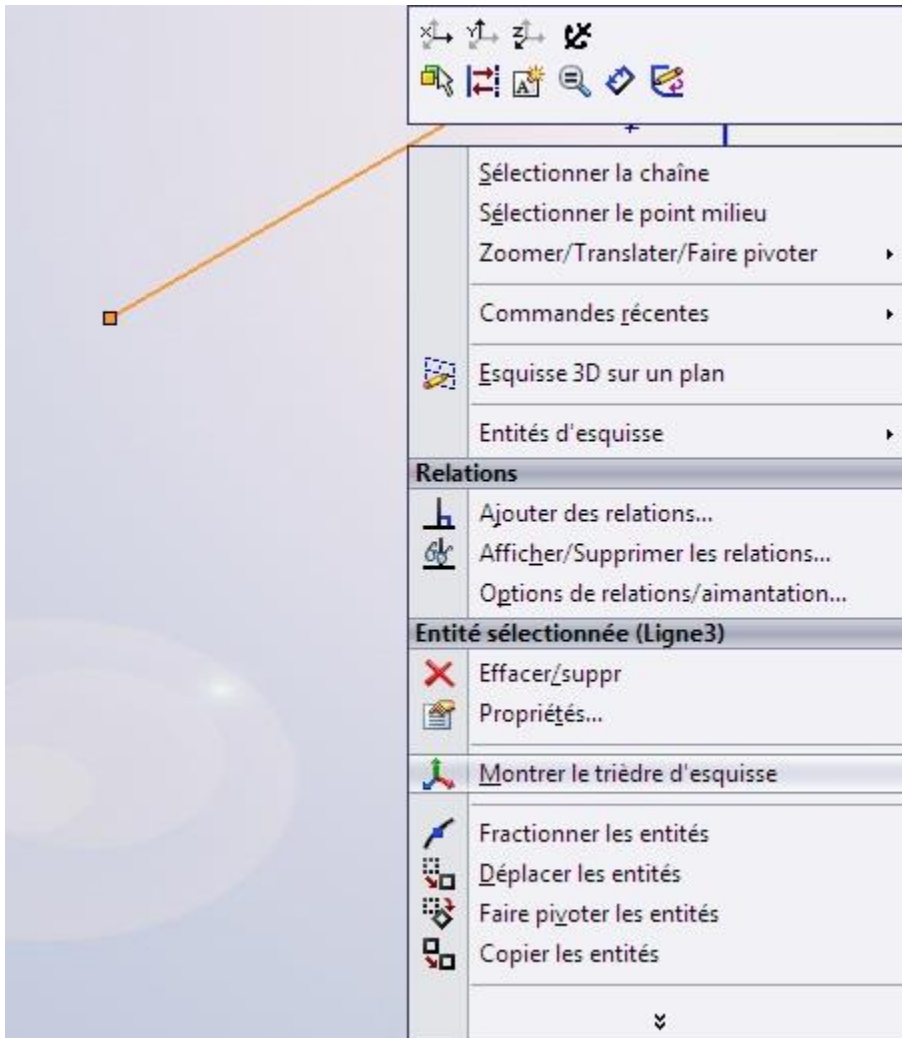 Sélectionner la chaîne
Sélectionner le point milieu
Zoomer/Translater/Faire pivoter
Commandes récentes
Esquisse 3D sur un plan
Entités d'esquisse
Relations
Ajouter des relations...
Afficher/Supprimer les relations...
Options de relations/aimantation...
Entité sélectionnée (Ligne3)
Effacer/suppr
Propriétés...
Montrer le trièdre d'esquisse
Fractionner les entités
Déplacer les entités
Faire pivoter les entités
Copier les entités